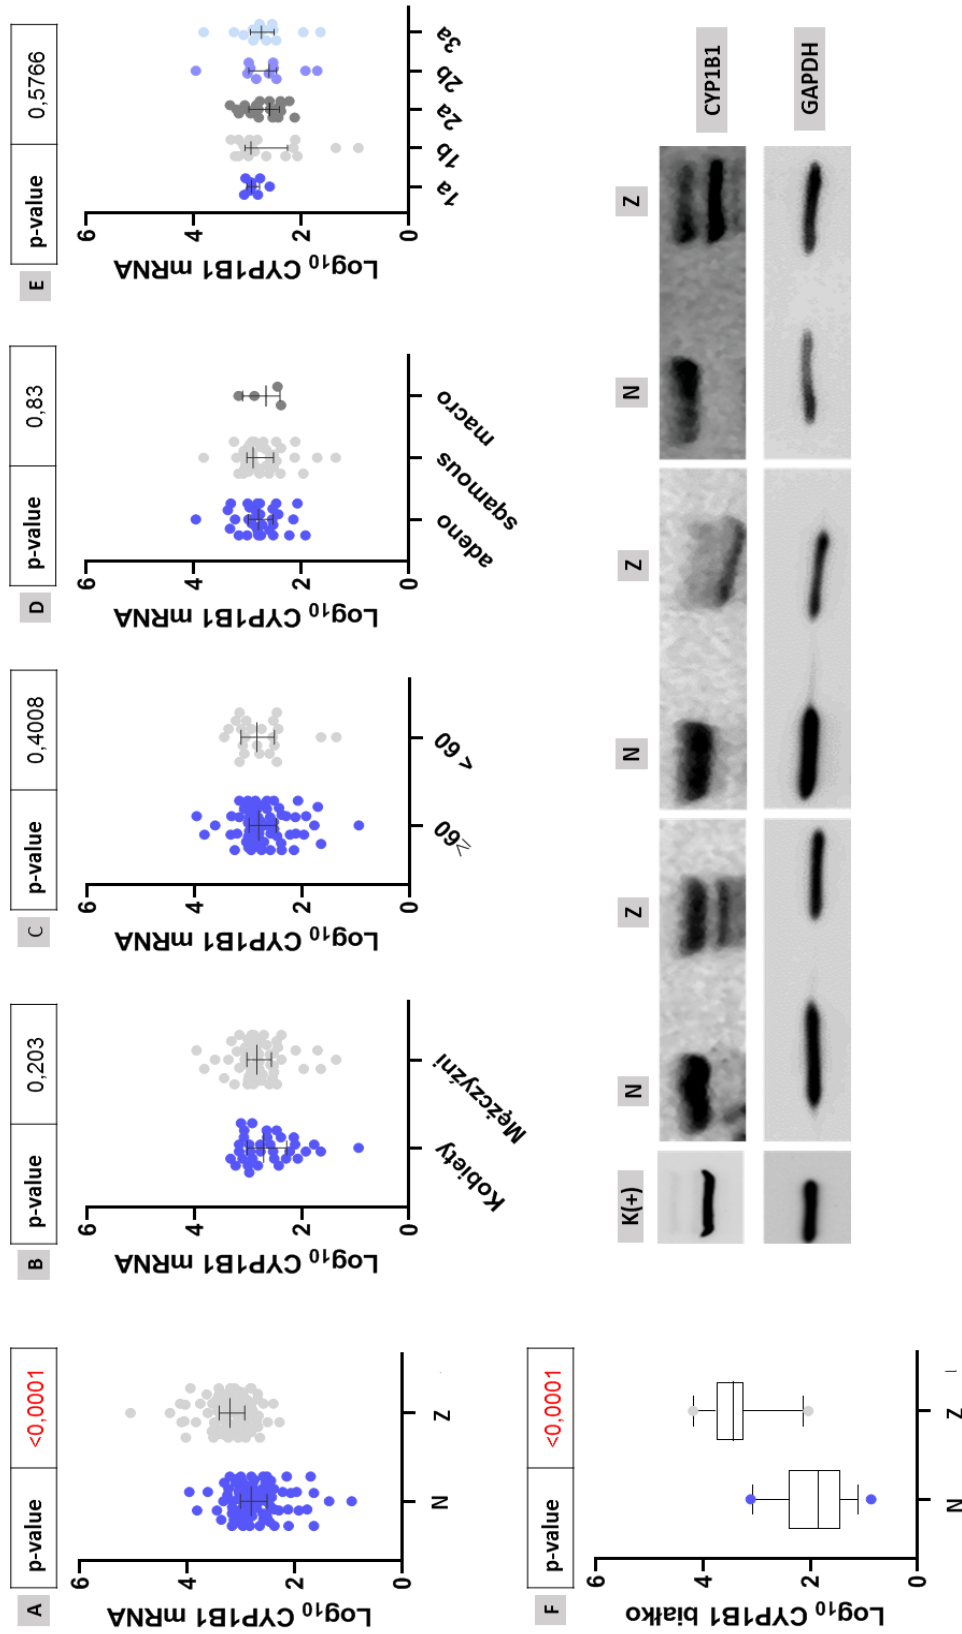 A
p-value <0,0001
Log10 CYP1B1 mRNA
6
4
2
0
N Z
B
p-value 0,203
Log10 CYP1B1 mRNA
6
4
2
0
Kobiety Mężczyźni
C
p-value 0,4008
Log10 CYP1B1 mRNA
6
4
2
0
≥60 < 60
D
p-value 0,83
Log10 CYP1B1 mRNA
6
4
2
0
adeno sqamous macro
E
p-value 0,5766
Log10 CYP1B1 mRNA
6
4
2
0
1a 1b 2a 2b 3a
F
p-value <0,0001
Log10 CYP1B1 białko
6
4
2
0
N Z
K(+) N Z N Z N Z
CYP1B1
GAPDH